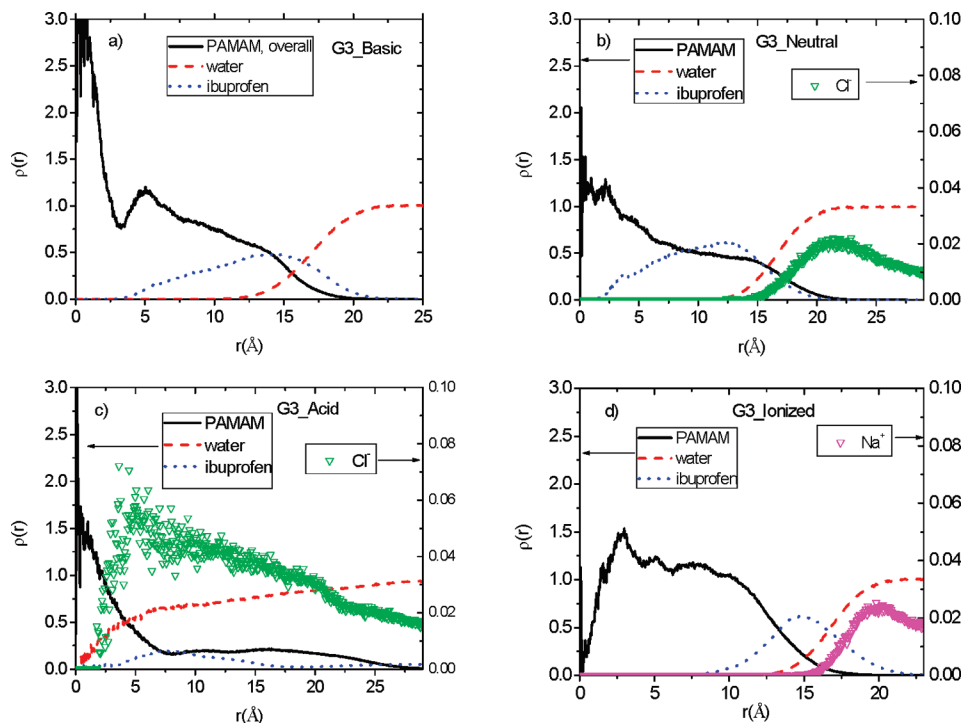 a)
G3_Basic
PAMAM, overall
water
ibuprofen
3.0
2.5
2.0
1.5
1.0
0.5
0.0
ρ(r)
0 5 10 15 20 25
r(Å)
b)
G3_Neutral
PAMAM
water
ibuprofen
Cl-
3.0
2.5
2.0
1.5
1.0
0.5
0.0
ρ(r)
0.10
0.08
0.06
0.04
0.02
0.00
0 5 10 15 20 25
r(Å)
c)
G3_Acid
PAMAM
water
ibuprofen
Cl-
3.0
2.5
2.0
1.5
1.0
0.5
0.0
ρ(r)
0.10
0.08
0.06
0.04
0.02
0.00
0 5 10 15 20 25
r(Å)
d)
G3_Ionized
PAMAM
water
ibuprofen
Na+
3.0
2.5
2.0
1.5
1.0
0.5
0.0
ρ(r)
0.10
0.08
0.06
0.04
0.02
0.00
0 5 10 15 20
r(Å)